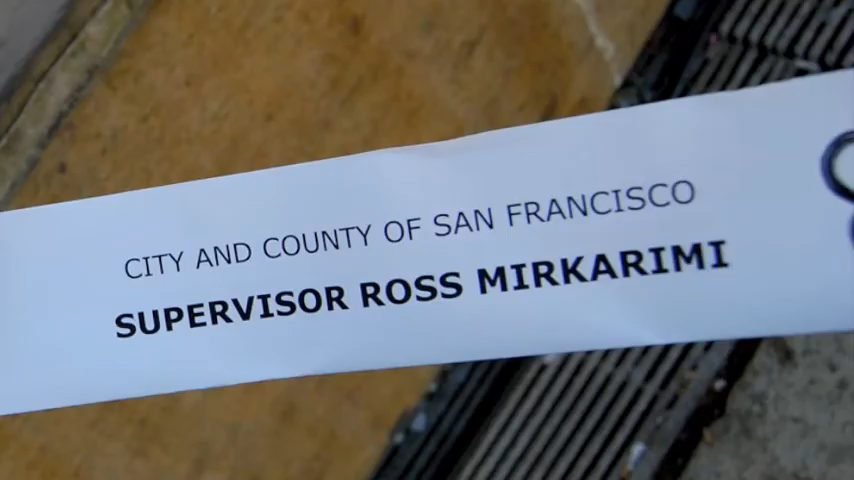 CITY AND COUNTY OF SAN FRANCISCO
SUPERVISOR ROSS MIRKARIMI